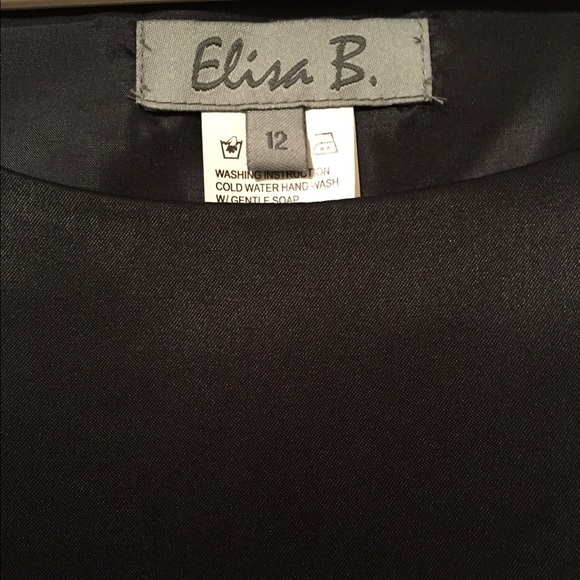 Elisa B.
12
WASHING INSTRUCTION
COLD WATER HAND WASH
W/ GENTLE SOAP